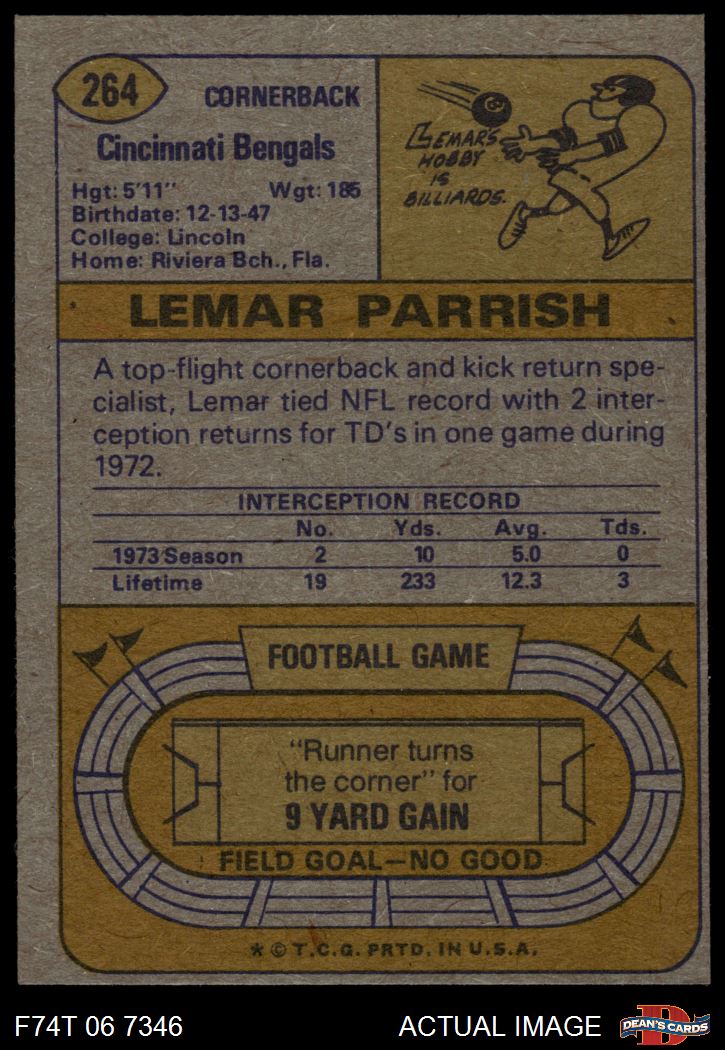 264
CORNERBACK
Cincinnati Bengals
Hgt: 5'11" Wgt: 185
Birthdate: 12-13-47
College: Lincoln
Home: Riviera Bch., Fla.
8
LEMAR'S
HOBBY
IS
BILLIARDS.
LEMAR PARRISH
A top-flight cornerback and kick return spe-
cialist, Lemar tied NFL record with 2 inter-
ception returns for TD's in one game during
1972.
INTERCEPTION RECORD
No. Yds. Avg. Tds.
1973 Season 2 10 5.0 0
Lifetime 19 233 12.3 3
FOOTBALL GAME
"Runner turns
the corner" for
9 YARD GAIN
FIELD GOAL—NO GOOD
* © T.C.G. PRTD. IN U.S.A.
F74T 06 7346 ACTUAL IMAGE
D
DEAN'S CARDS